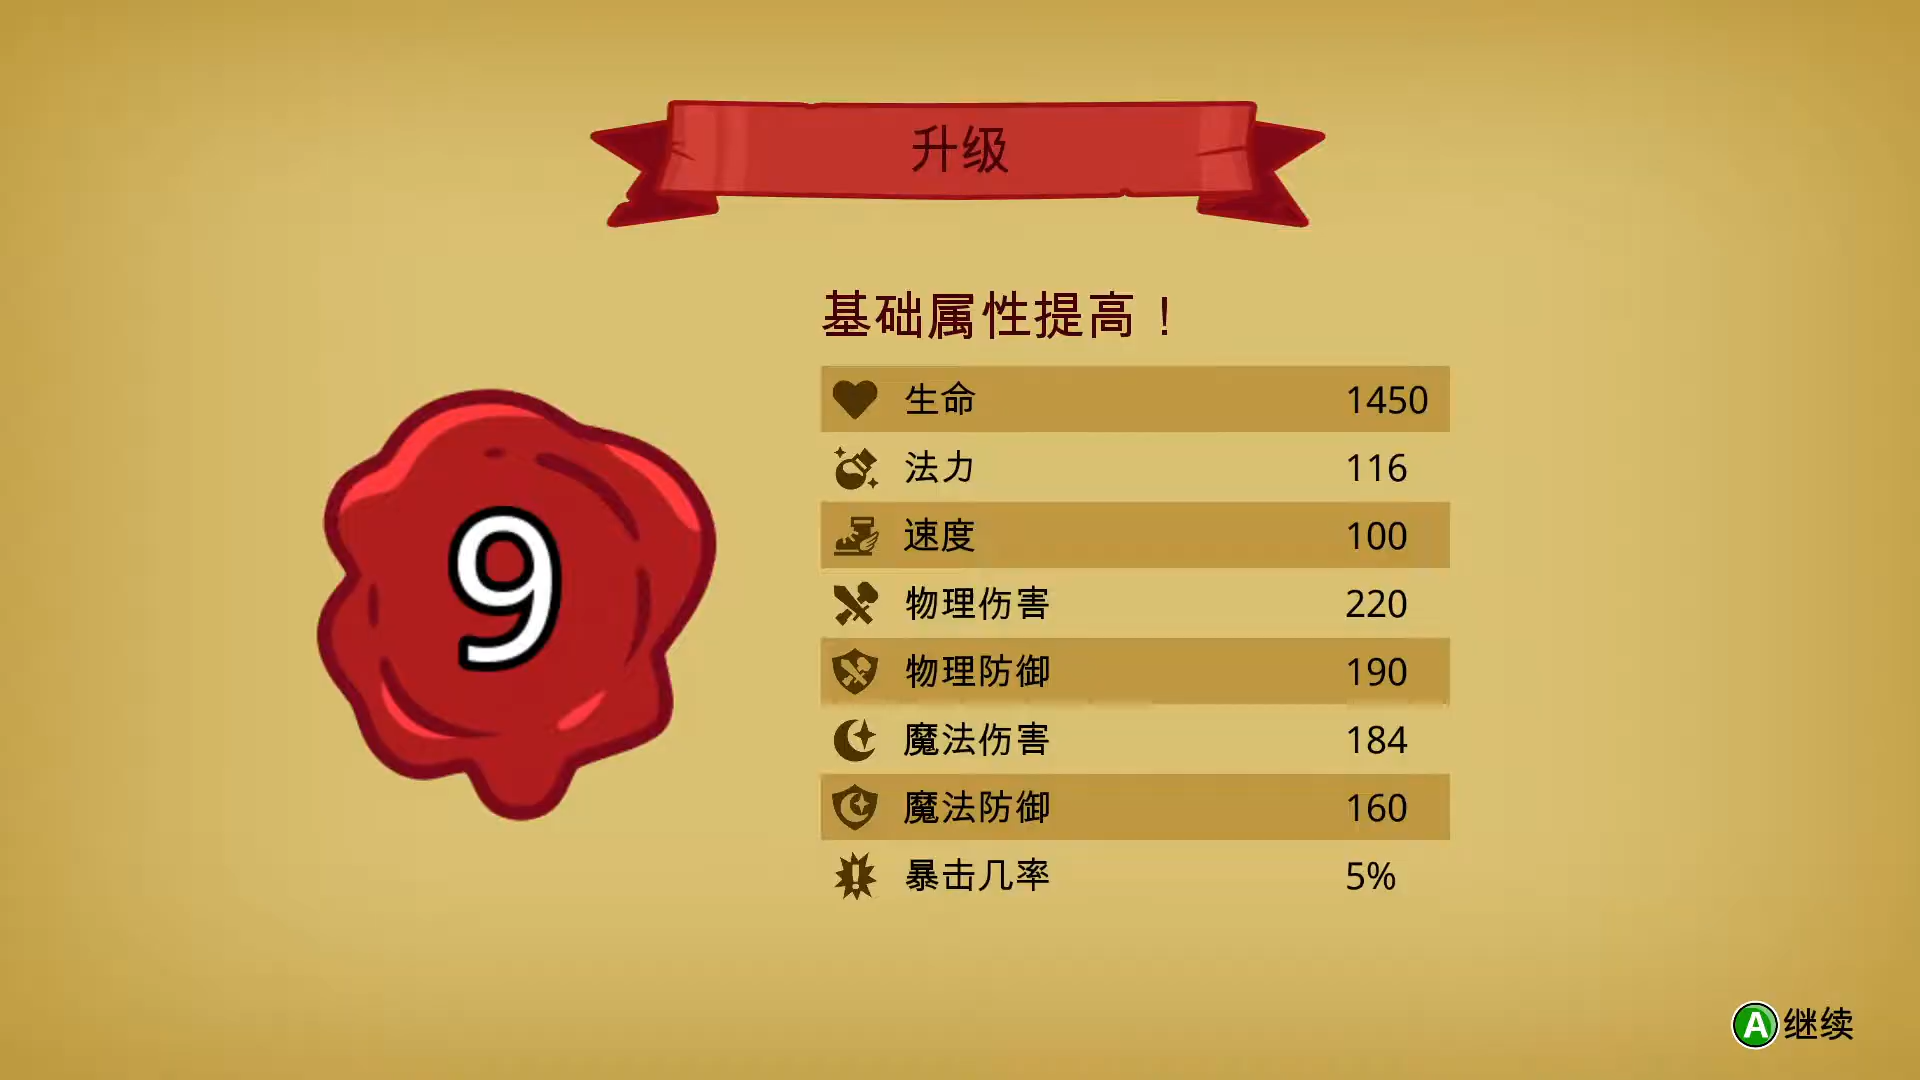 升级
基础属性提高！
9
生命 1450
法力 116
速度 100
物理伤害 220
物理防御 190
魔法伤害 184
魔法防御 160
暴击几率 5%
A 继续